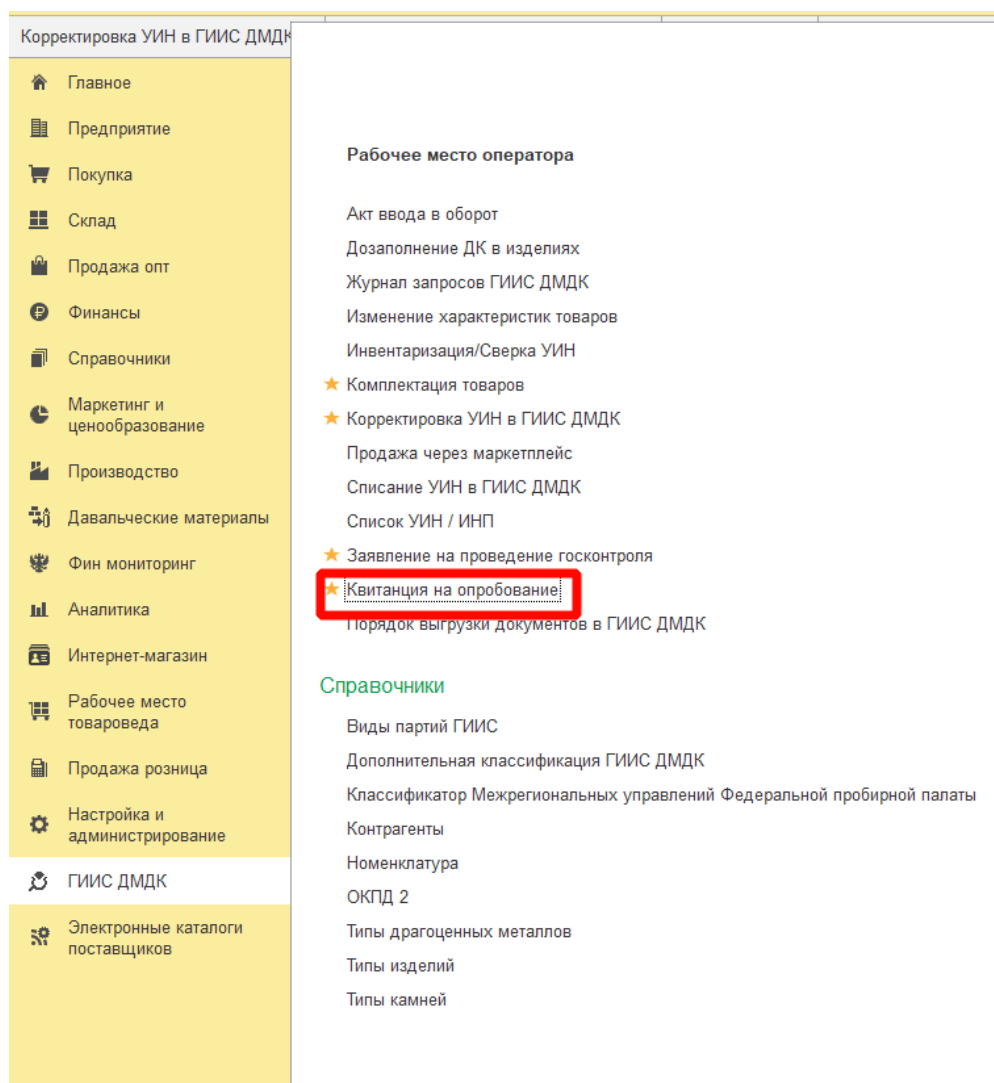 Корректировка УИН в ГИИС ДМДК
Главное
Предприятие
Покупка
Склад
Продажа опт
Финансы
Справочники
Маркетинг и
ценообразование
Производство
Давальческие материалы
Фин мониторинг
Аналитика
Интернет-магазин
Рабочее место
товароведа
Продажа розница
Настройка и
администрирование
ГИИС ДМДК
Электронные каталоги
поставщиков
Рабочее место оператора
Акт ввода в оборот
Дозаполнение ДК в изделиях
Журнал запросов ГИИС ДМДК
Изменение характеристик товаров
Инвентаризация/Сверка УИН
Комплектация товаров
Корректировка УИН в ГИИС ДМДК
Продажа через маркетплейс
Списание УИН в ГИИС ДМДК
Список УИН / ИНП
Заявление на проведение госконтроля
Квитанция на опробование
Порядок выгрузки документов в ГИИС ДМДК
Справочники
Виды партий ГИИС
Дополнительная классификация ГИИС ДМДК
Классификатор Межрегиональных управлений Федеральной пробирной палаты
Контрагенты
Номенклатура
ОКПД 2
Типы драгоценных металлов
Типы изделий
Типы камней